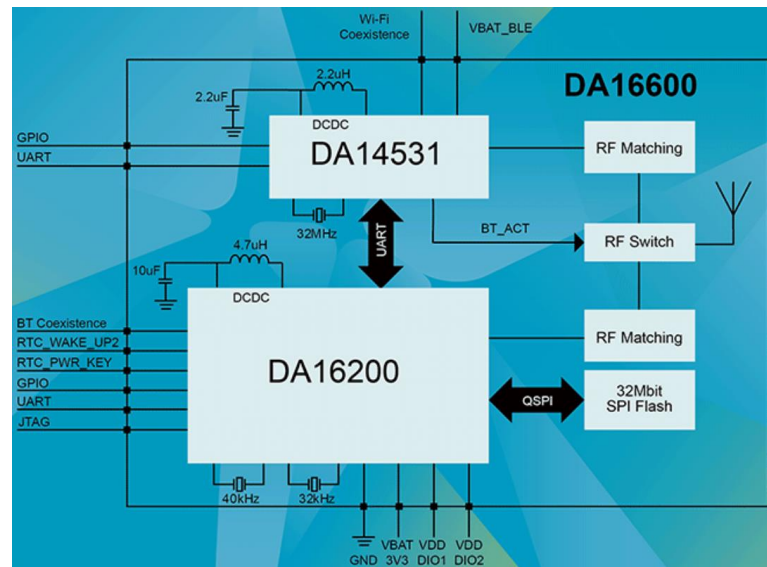 Wi-Fi
Coexistence
VBAT_BLE
DA16600
2.2uH
2.2uF
DCDC
DA14531
GPIO
UART
RF Matching
32MHz
UART
BT_ACT
RF Switch
4.7uH
10uF
DCDC
BT Coexistence
RTC_WAKE_UP2
RTC_PWR_KEY
GPIO
UART
JTAG
DA16200
RF Matching
QSPI
32Mbit
SPI Flash
40kHz
32kHz
GND
VBAT
3V3
VDD
DIO1
VDD
DIO2